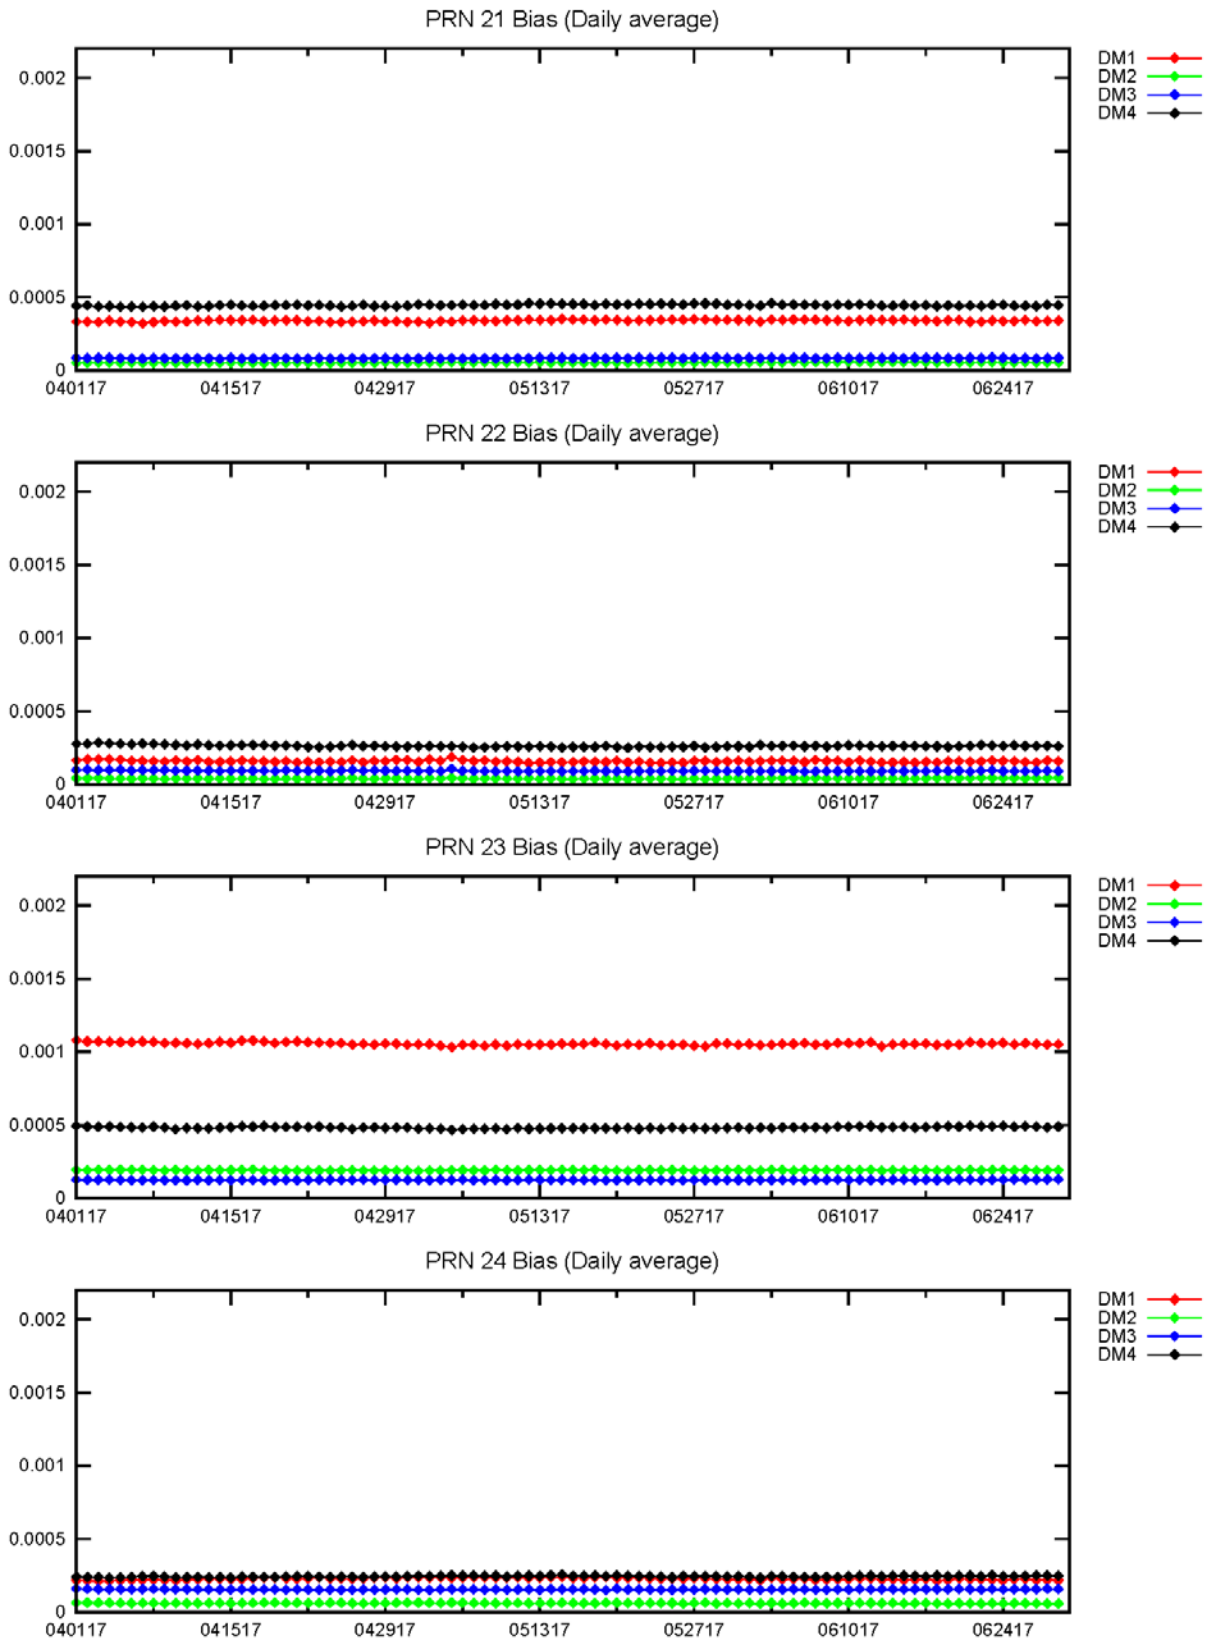 PRN 21 Bias (Daily average)
DM1
DM2
DM3
DM4
0.002
0.0015
0.001
0.0005
0
040117 041517 042917 051317 052717 061017 062417
PRN 22 Bias (Daily average)
DM1
DM2
DM3
DM4
0.002
0.0015
0.001
0.0005
0
040117 041517 042917 051317 052717 061017 062417
PRN 23 Bias (Daily average)
DM1
DM2
DM3
DM4
0.002
0.0015
0.001
0.0005
0
040117 041517 042917 051317 052717 061017 062417
PRN 24 Bias (Daily average)
DM1
DM2
DM3
DM4
0.002
0.0015
0.001
0.0005
0
040117 041517 042917 051317 052717 061017 062417